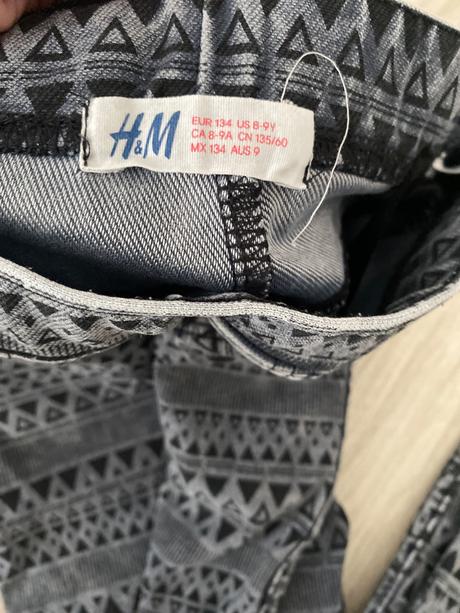 H&M
EUR 134 US 8-9Y
CA 8-9A CN 135/60
MX 134 AUS 9